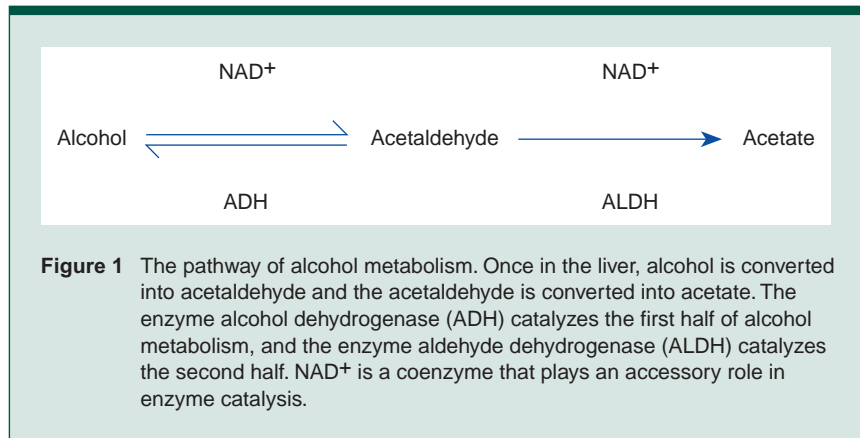 NAD+ NAD+
Alcohol Acetaldehyde Acetate
ADH ALDH
Figure 1 The pathway of alcohol metabolism. Once in the liver, alcohol is converted
into acetaldehyde and the acetaldehyde is converted into acetate. The
enzyme alcohol dehydrogenase (ADH) catalyzes the first half of alcohol
metabolism, and the enzyme aldehyde dehydrogenase (ALDH) catalyzes
the second half. NAD+ is a coenzyme that plays an accessory role in
enzyme catalysis.